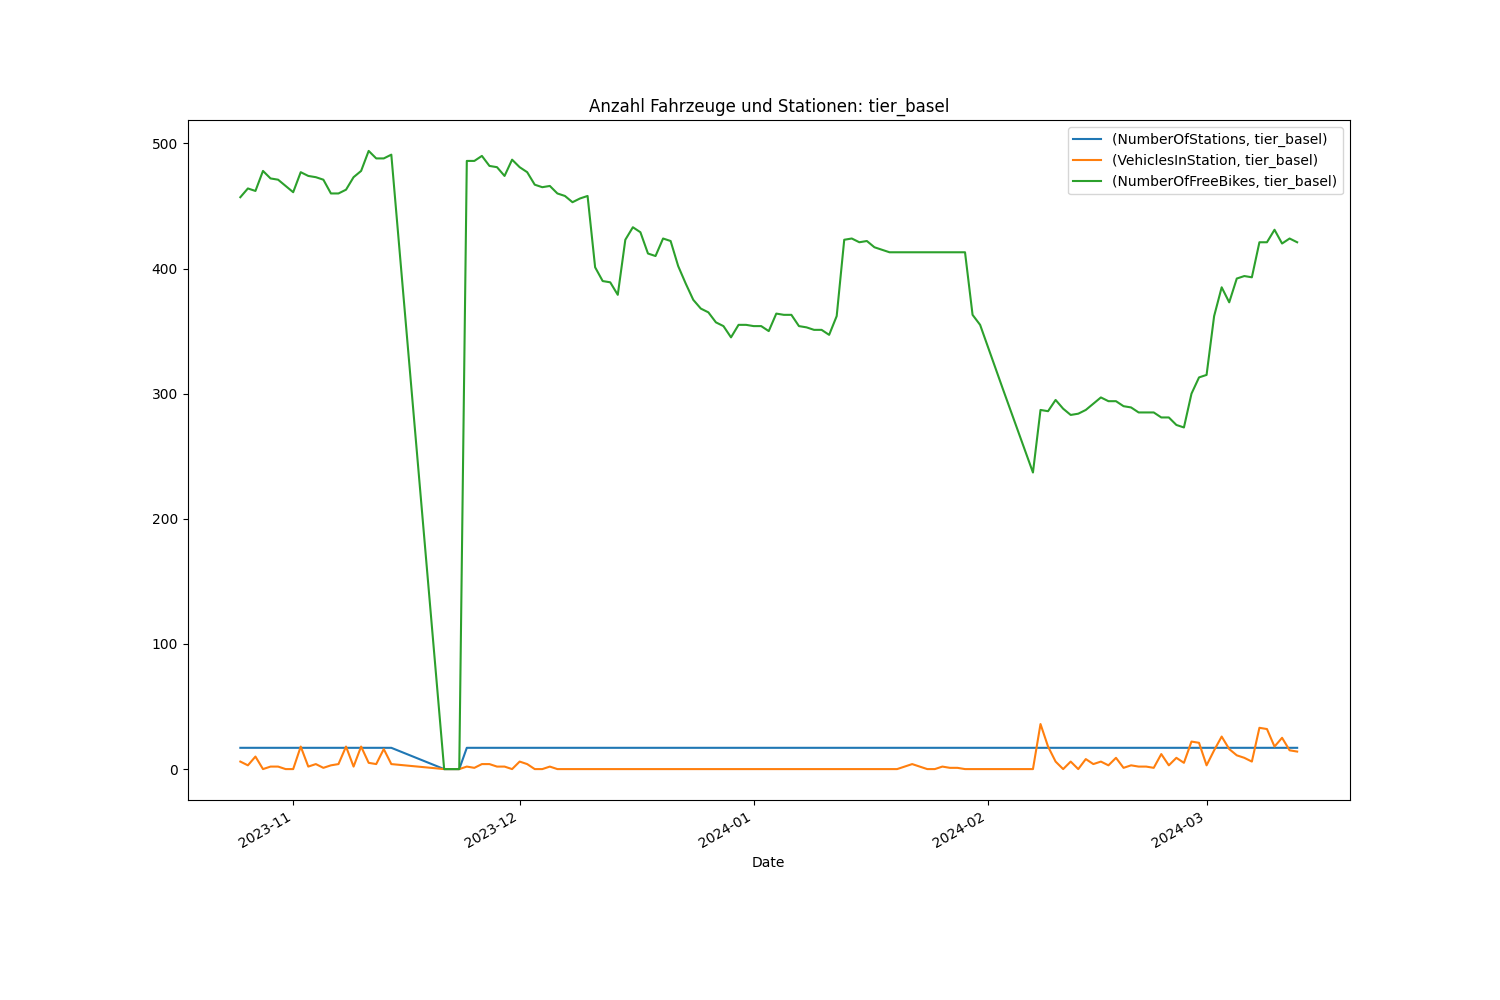 Anzahl Fahrzeuge und Stationen: tier_basel
(NumberOfStations, tier_basel)
(VehiclesInStation, tier_basel)
(NumberOfFreeBikes, tier_basel)
500
400
300
200
100
0
2023-11
2023-12
2024-01
2024-02
2024-03
Date